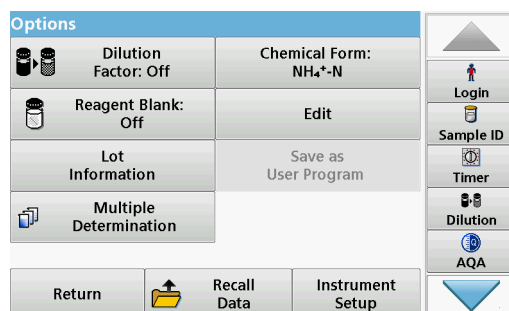 Options
Dilution
Factor: Off
Chemical Form:
NH₄⁺-N
Reagent Blank:
Off
Edit
Lot
Information
Save as
User Program
Multiple
Determination
Return
Recall
Data
Instrument
Setup
Login
Sample ID
Timer
Dilution
AQA